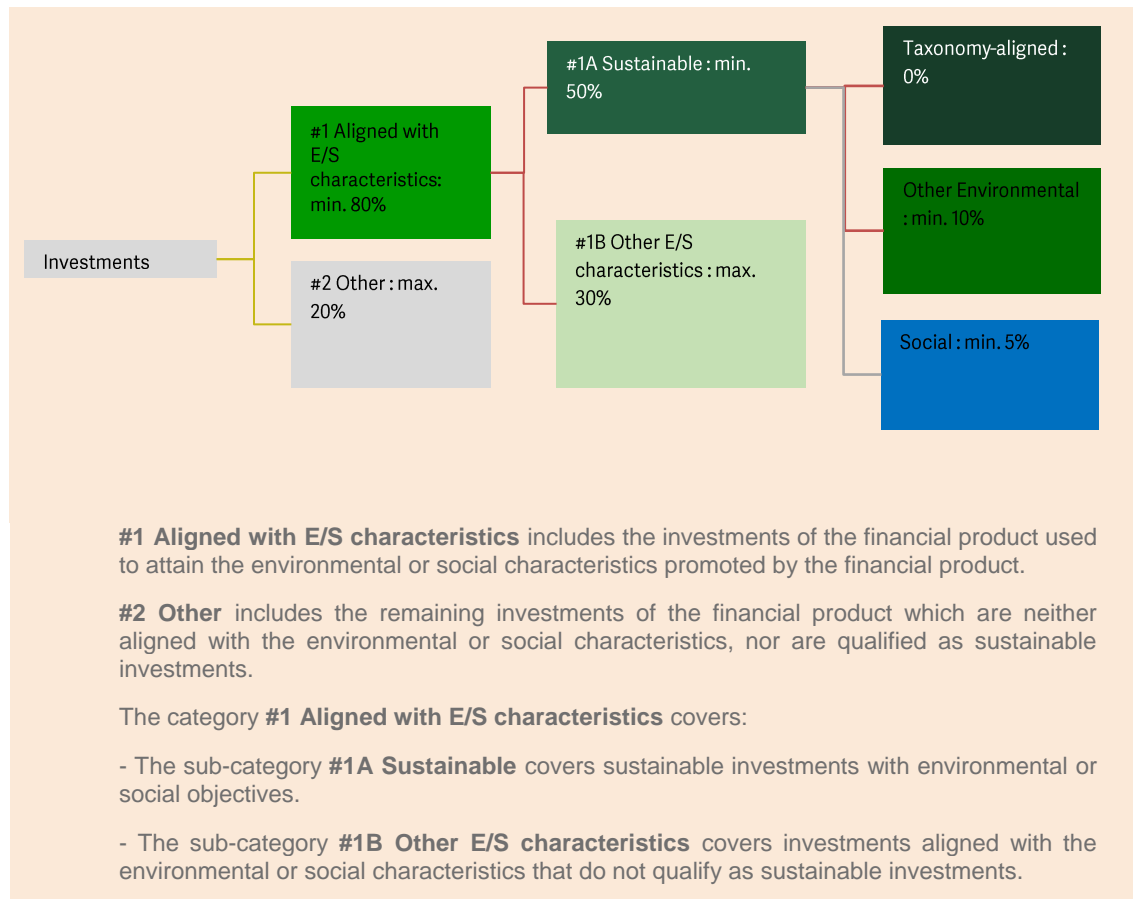 Investments
#1 Aligned with
E/S
characteristics:
min. 80%
#2 Other : max.
20%
#1A Sustainable : min.
50%
#1B Other E/S
characteristics : max.
30%
Taxonomy-aligned :
0%
Other Environmental
: min. 10%
Social : min. 5%
#1 Aligned with E/S characteristics includes the investments of the financial product used
to attain the environmental or social characteristics promoted by the financial product.
#2 Other includes the remaining investments of the financial product which are neither
aligned with the environmental or social characteristics, nor are qualified as sustainable
investments.
The category #1 Aligned with E/S characteristics covers:
- The sub-category #1A Sustainable covers sustainable investments with environmental or
social objectives.
- The sub-category #1B Other E/S characteristics covers investments aligned with the
environmental or social characteristics that do not qualify as sustainable investments.